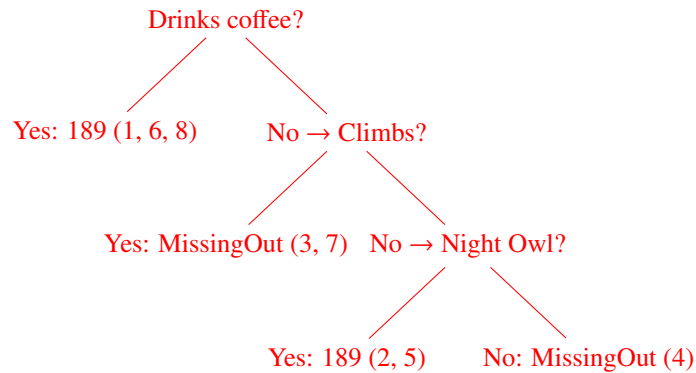 Drinks coffee?
Yes: 189 (1, 6, 8)
No → Climbs?
Yes: MissingOut (3, 7)
No → Night Owl?
Yes: 189 (2, 5)
No: MissingOut (4)